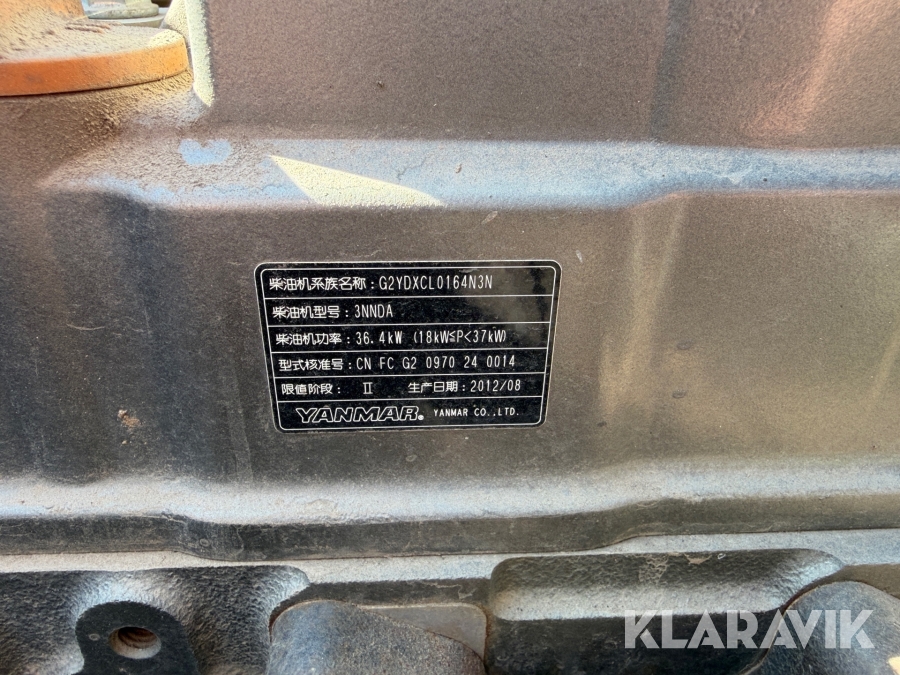 柴油机系族名称: G2YDXCL0164N3N
柴油机型号: 3NNDA
柴油机功率: 36.4kW (18kW≤P<37kW)
型式核准号: CN FC G2 0970 24 0014
限值阶段: Ⅱ 生产日期: 2012/08
YANMAR® YANMAR CO.,LTD.
KLARAVIK